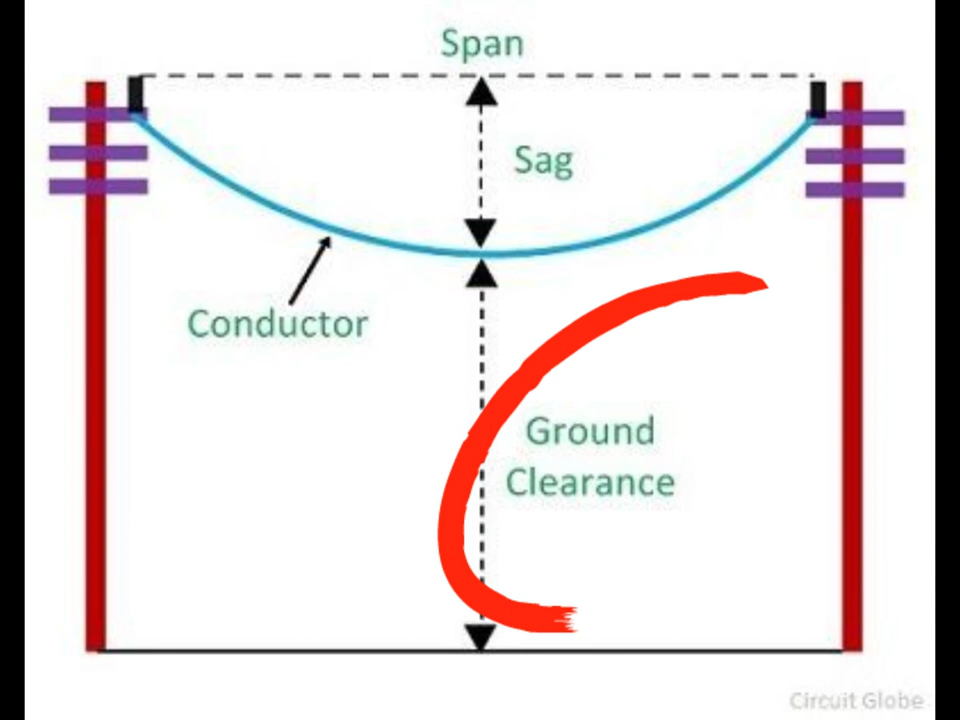 Span
Sag
Conductor
Ground
Clearance
Circuit Globe